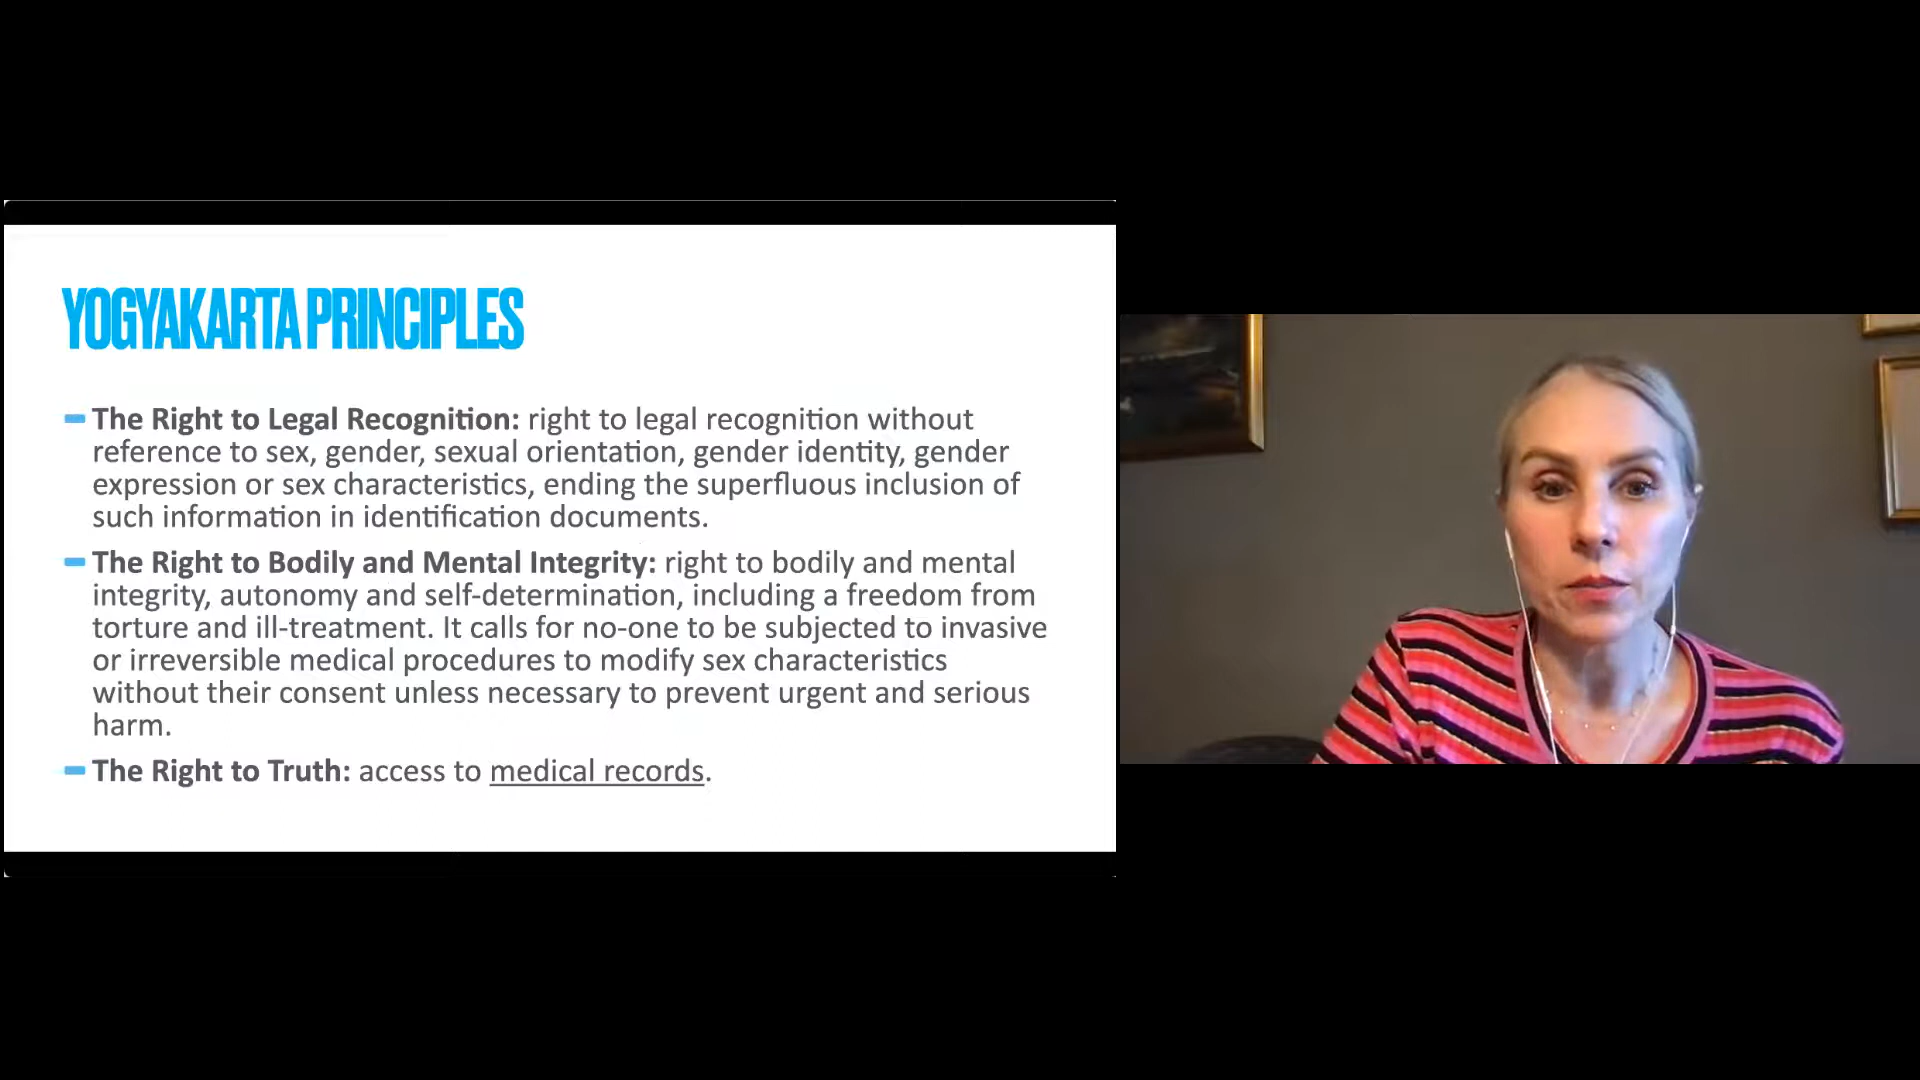 YOGYAKARTA PRINCIPLES
The Right to Legal Recognition: right to legal recognition without
reference to sex, gender, sexual orientation, gender identity, gender
expression or sex characteristics, ending the superfluous inclusion of
such information in identification documents.
The Right to Bodily and Mental Integrity: right to bodily and mental
integrity, autonomy and self-determination, including a freedom from
torture and ill-treatment. It calls for no-one to be subjected to invasive
or irreversible medical procedures to modify sex characteristics
without their consent unless necessary to prevent urgent and serious
harm.
The Right to Truth: access to medical records.